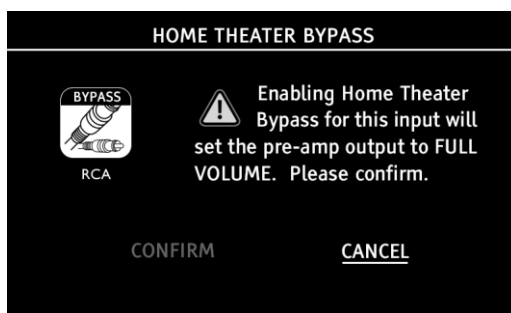 HOME THEATER BYPASS
BYPASS
RCA
Enabling Home Theater
Bypass for this input will
set the pre-amp output to FULL
VOLUME. Please confirm.
CONFIRM
CANCEL